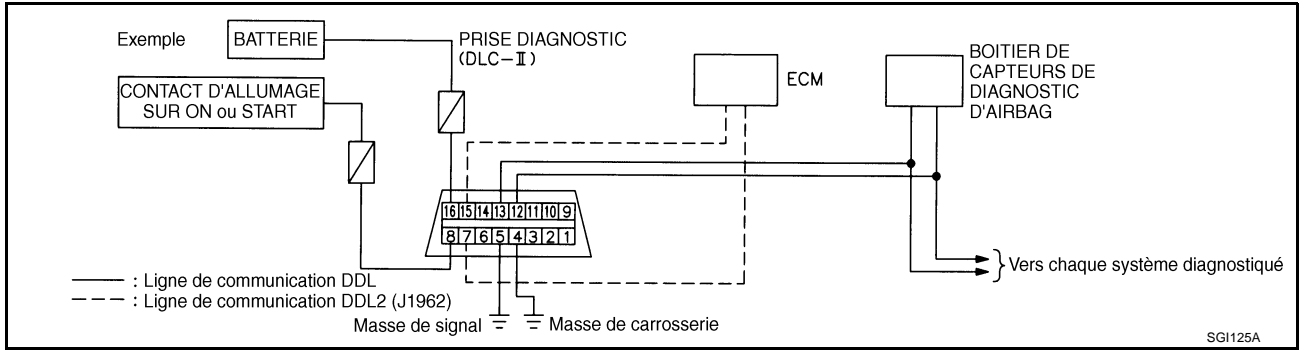 Exemple
BATTERIE
PRISE DIAGNOSTIC
(DLC-II)
CONTACT D'ALLUMAGE
SUR ON ou START
ECM
BOITIER DE
CAPTEURS DE
DIAGNOSTIC
D'AIRBAG
16 15 14 13 12 11 10 9
8 7 6 5 4 3 2 1
Vers chaque système diagnostiqué
: Ligne de communication DDL
: Ligne de communication DDL2 (J1962)
Masse de signal
Masse de carrosserie
SGI125A